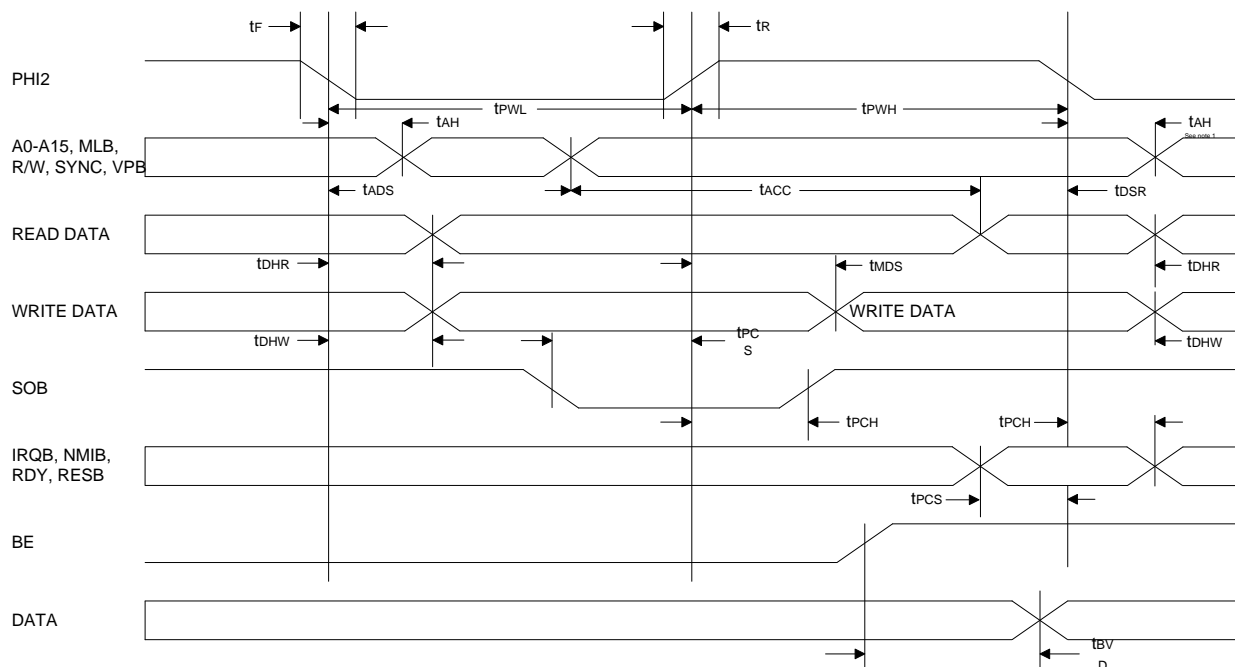 tF
tR
PHI2
tPWL
tPWH
tAH
tAH
See note 1
A0-A15, MLB,
R/W, SYNC, VPB
tADS
tACC
tDSR
READ DATA
tDHR
tMDS
tDHR
WRITE DATA
WRITE DATA
tDHW
tPC
S
tDHW
SOB
tPCH
tPCH
IRQB, NMIB,
RDY, RESB
tPCS
BE
DATA
tBV
D